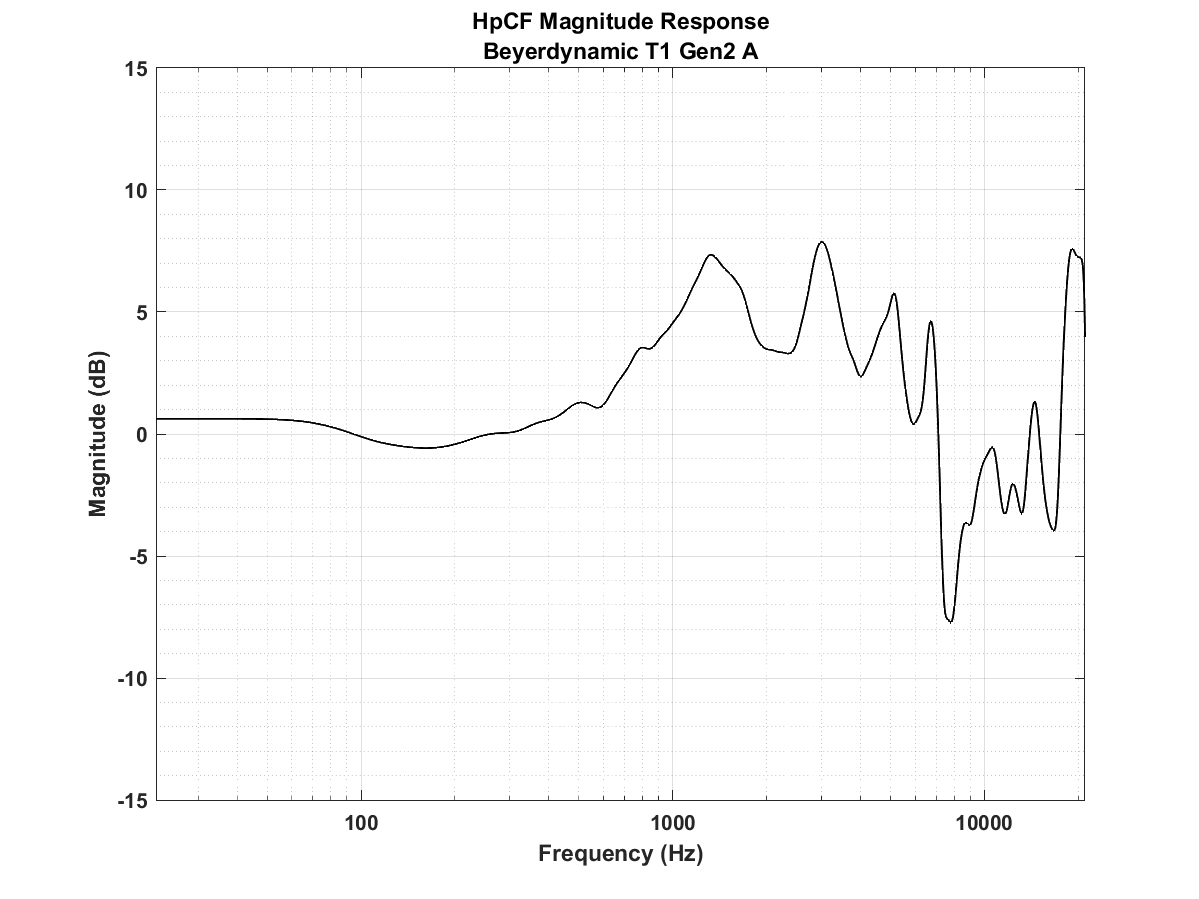 HpCF Magnitude Response
Beyerdynamic T1 Gen2 A
15
10
5
0
-5
-10
-15
Magnitude (dB)
100
1000
10000
Frequency (Hz)